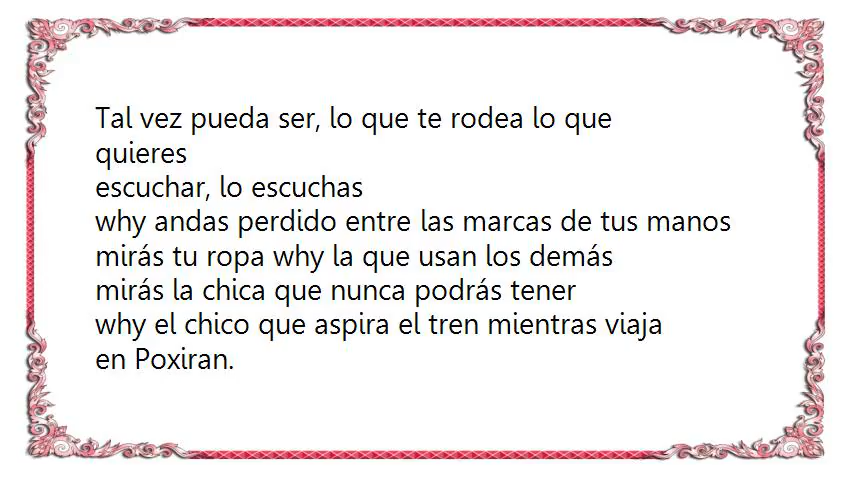 Tal vez pueda ser, lo que te rodea lo que
quieres
escuchar, lo escuchas
why andas perdido entre las marcas de tus manos
mirás tu ropa why la que usan los demás
mirás la chica que nunca podrás tener
why el chico que aspira el tren mientras viaja
en Poxiran.